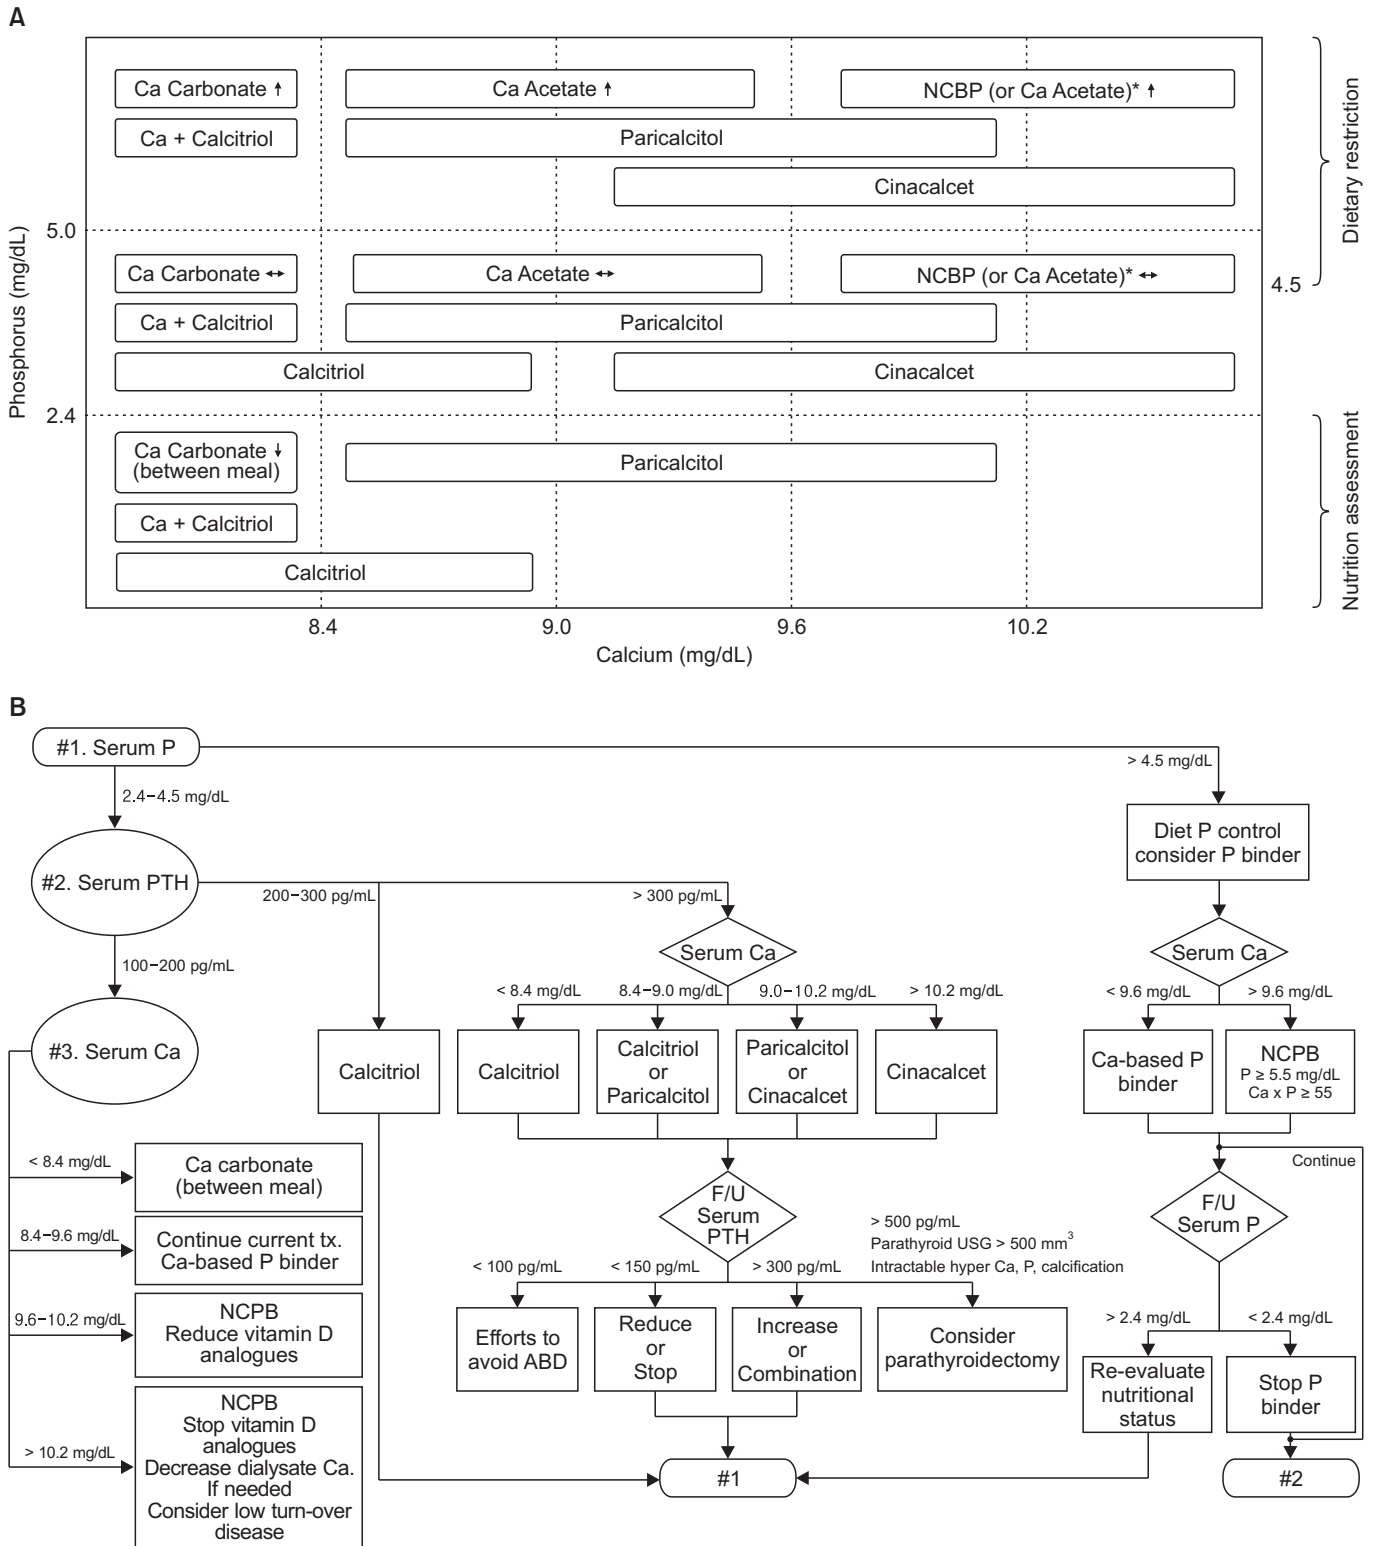 A
Ca Carbonate ↑
Ca Acetate ↑
NCBP (or Ca Acetate)* ↑
Ca + Calcitriol
Paricalcitol
Cinacalcet
Dietary restriction
5.0
Ca Carbonate ↔
Ca Acetate ↔
NCBP (or Ca Acetate)* ↔
4.5
Ca + Calcitriol
Paricalcitol
Calcitriol
Cinacalcet
Phosphorus (mg/dL)
2.4
Ca Carbonate ↓
(between meal)
Paricalcitol
Ca + Calcitriol
Calcitriol
Nutrition assessment
8.4
9.0
9.6
10.2
Calcium (mg/dL)
B
#1. Serum P
> 4.5 mg/dL
2.4–4.5 mg/dL
Diet P control
consider P binder
#2. Serum PTH
200–300 pg/mL
> 300 pg/mL
Serum Ca
Serum Ca
100–200 pg/mL
< 8.4 mg/dL
8.4–9.0 mg/dL
9.0–10.2 mg/dL
> 10.2 mg/dL
< 9.6 mg/dL
> 9.6 mg/dL
#3. Serum Ca
Calcitriol
Calcitriol
Calcitriol
or
Paricalcitol
Paricalcitol
or
Cinacalcet
Cinacalcet
Ca-based P
binder
NCPB
P ≥ 5.5 mg/dL
Ca x P ≥ 55
< 8.4 mg/dL
Ca carbonate
(between meal)
8.4–9.6 mg/dL
Continue current tx.
Ca-based P binder
9.6–10.2 mg/dL
NCPB
Reduce vitamin D
analogues
> 10.2 mg/dL
NCPB
Stop vitamin D
analogues
Decrease dialysate Ca.
If needed
Consider low turn-over
disease
F/U
Serum
PTH
> 500 pg/mL
Parathyroid USG > 500 mm³
Intractable hyper Ca, P, calcification
< 100 pg/mL
< 150 pg/mL
> 300 pg/mL
Efforts to
avoid ABD
Reduce
or
Stop
Increase
or
Combination
Consider
parathyroidectomy
Continue
F/U
Serum P
> 2.4 mg/dL
< 2.4 mg/dL
Re-evaluate
nutritional
status
Stop P
binder
#1
#2